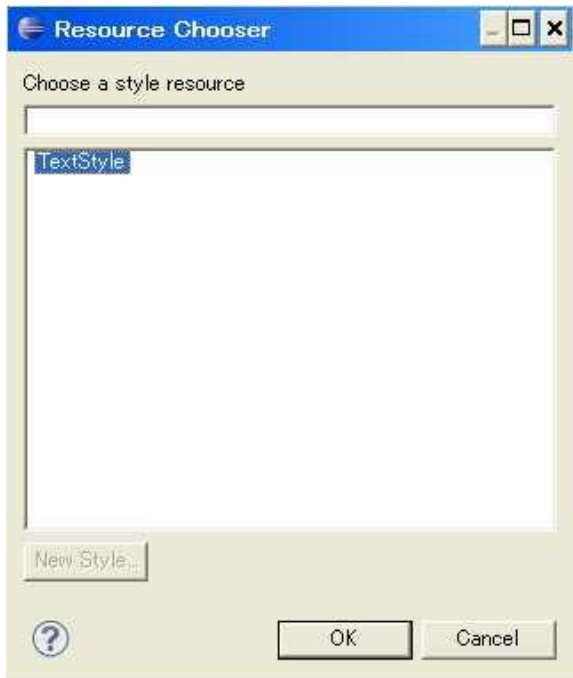 Resource Chooser
Choose a style resource
TextStyle
New Style...
?
OK
Cancel